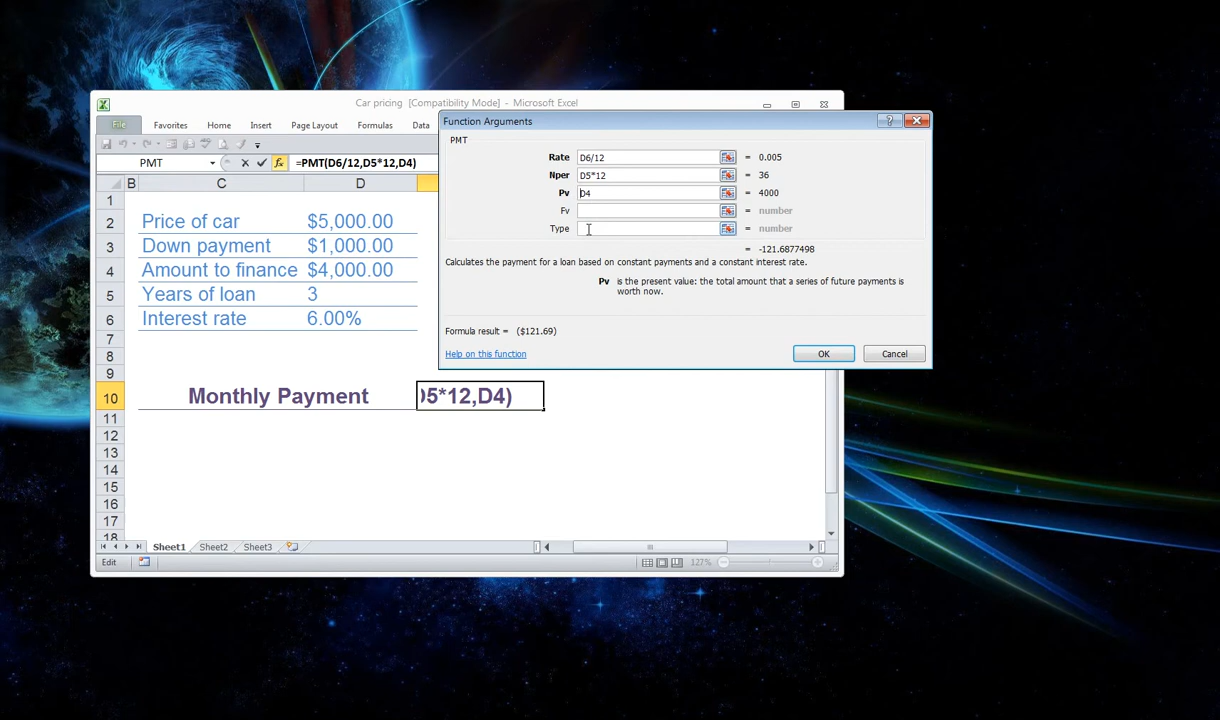 Car pricing [Compatibility Mode] - Microsoft Excel
File Favorites Home Insert Page Layout Formulas Data
PMT =PMT(D6/12,D5*12,D4)
B C D
1
2 Price of car $5,000.00
3 Down payment $1,000.00
4 Amount to finance $4,000.00
5 Years of loan 3
6 Interest rate 6.00%
7
8
9
10 Monthly Payment D5*12,D4)
11
12
13
14
15
16
17
18
Sheet1 Sheet2 Sheet3
Edit 127%
Function Arguments
PMT
Rate D6/12 = 0.005
Nper D5*12 = 36
Pv D4 = 4000
Fv = number
Type = number
= -121.6877498
Calculates the payment for a loan based on constant payments and a constant interest rate.
Pv is the present value: the total amount that a series of future payments is
worth now.
Formula result = ($121.69)
Help on this function OK Cancel